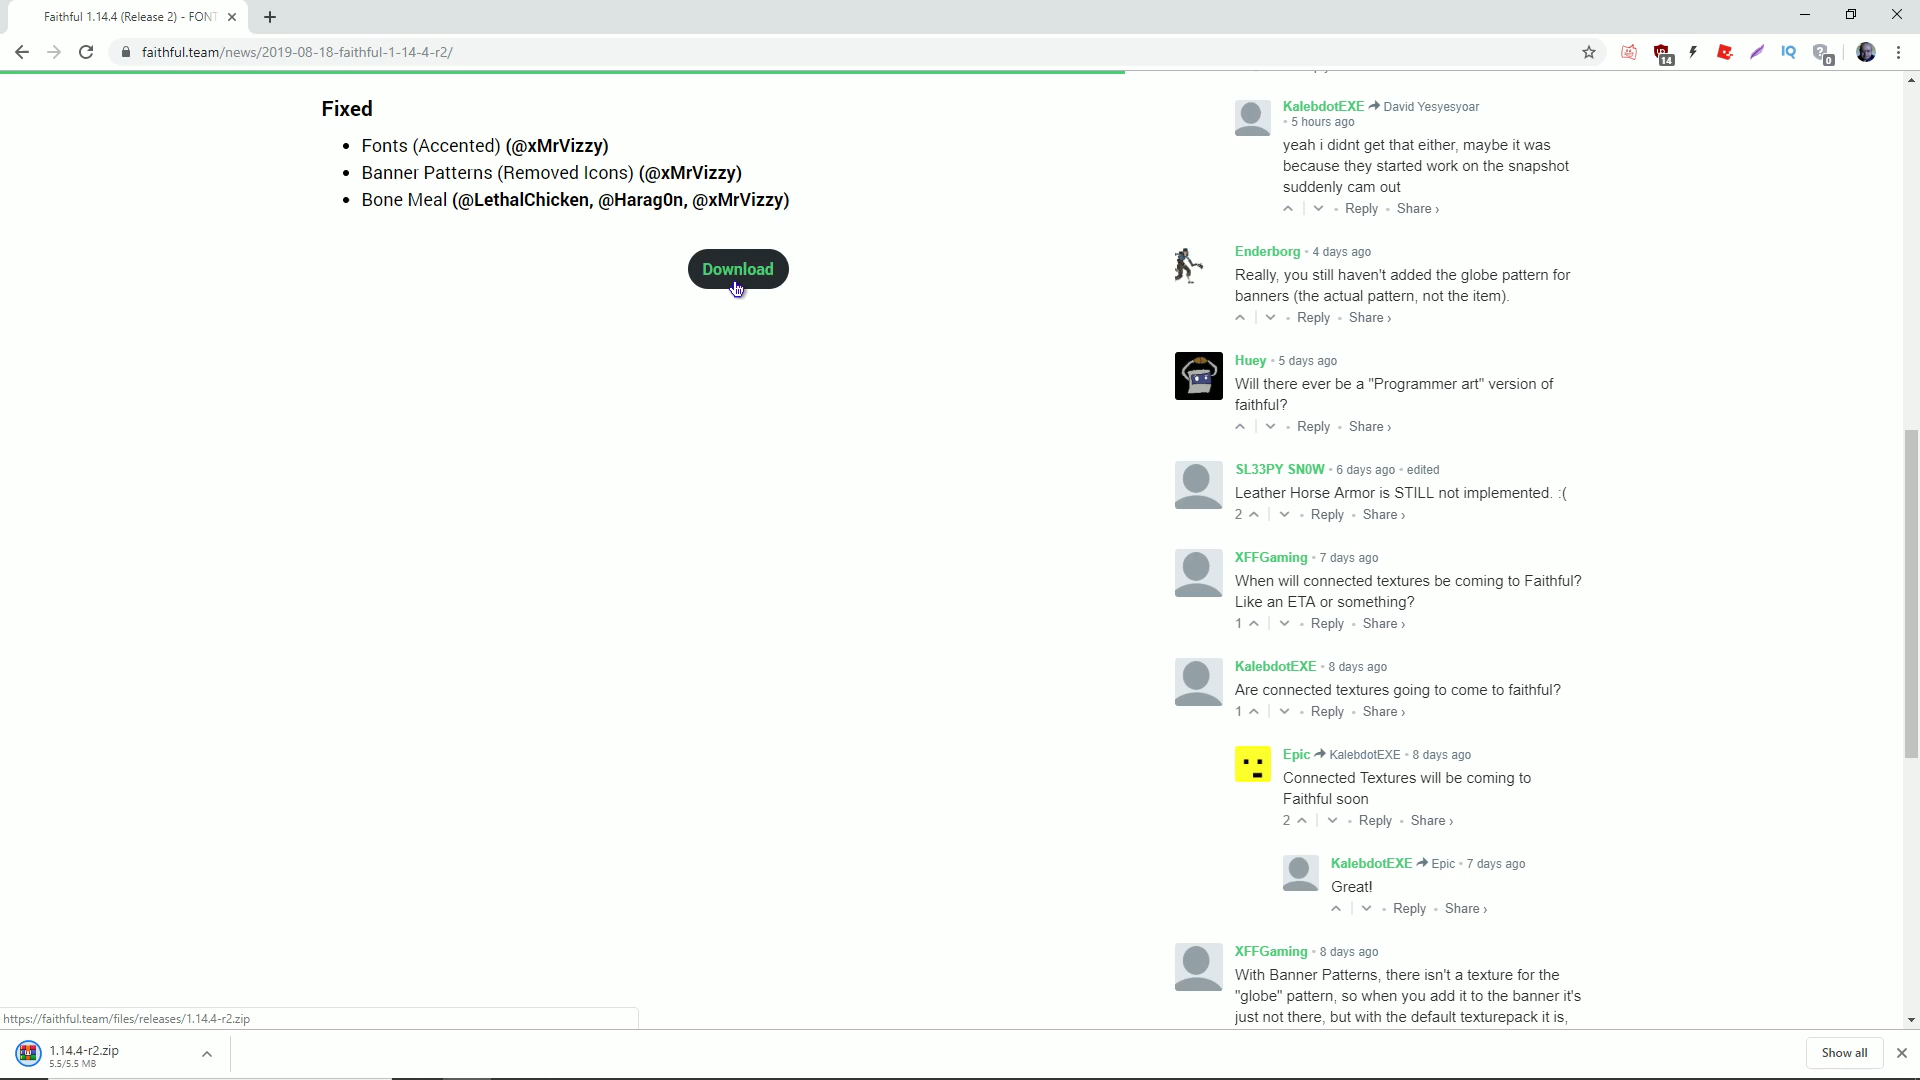 Faithful 1.14.4 (Release 2) - FONT
faithful.team/news/2019-08-18-faithful-1-14-4-r2/
14
0
Fixed
Fonts (Accented) (@xMrVizzy)
Banner Patterns (Removed Icons) (@xMrVizzy)
Bone Meal (@LethalChicken, @Harag0n, @xMrVizzy)
Download
KalebdotEXE David Yesyesyoar
• 5 hours ago
yeah i didnt get that either, maybe it was
because they started work on the snapshot
suddenly cam out
Reply • Share ›
Enderborg • 4 days ago
Really, you still haven't added the globe pattern for
banners (the actual pattern, not the item).
Reply • Share ›
Huey • 5 days ago
Will there ever be a "Programmer art" version of
faithful?
Reply • Share ›
SL33PY SN0W • 6 days ago • edited
Leather Horse Armor is STILL not implemented. :(
2 • Reply • Share ›
XFFGaming • 7 days ago
When will connected textures be coming to Faithful?
Like an ETA or something?
1 • Reply • Share ›
KalebdotEXE • 8 days ago
Are connected textures going to come to faithful?
1 • Reply • Share ›
Epic KalebdotEXE • 8 days ago
Connected Textures will be coming to
Faithful soon
2 • Reply • Share ›
KalebdotEXE Epic • 7 days ago
Great!
Reply • Share ›
XFFGaming • 8 days ago
With Banner Patterns, there isn't a texture for the
"globe" pattern, so when you add it to the banner it's
just not there, but with the default texturepack it is,
https://faithful.team/files/releases/1.14.4-r2.zip
1.14.4-r2.zip
5.5/5.5 MB
Show all